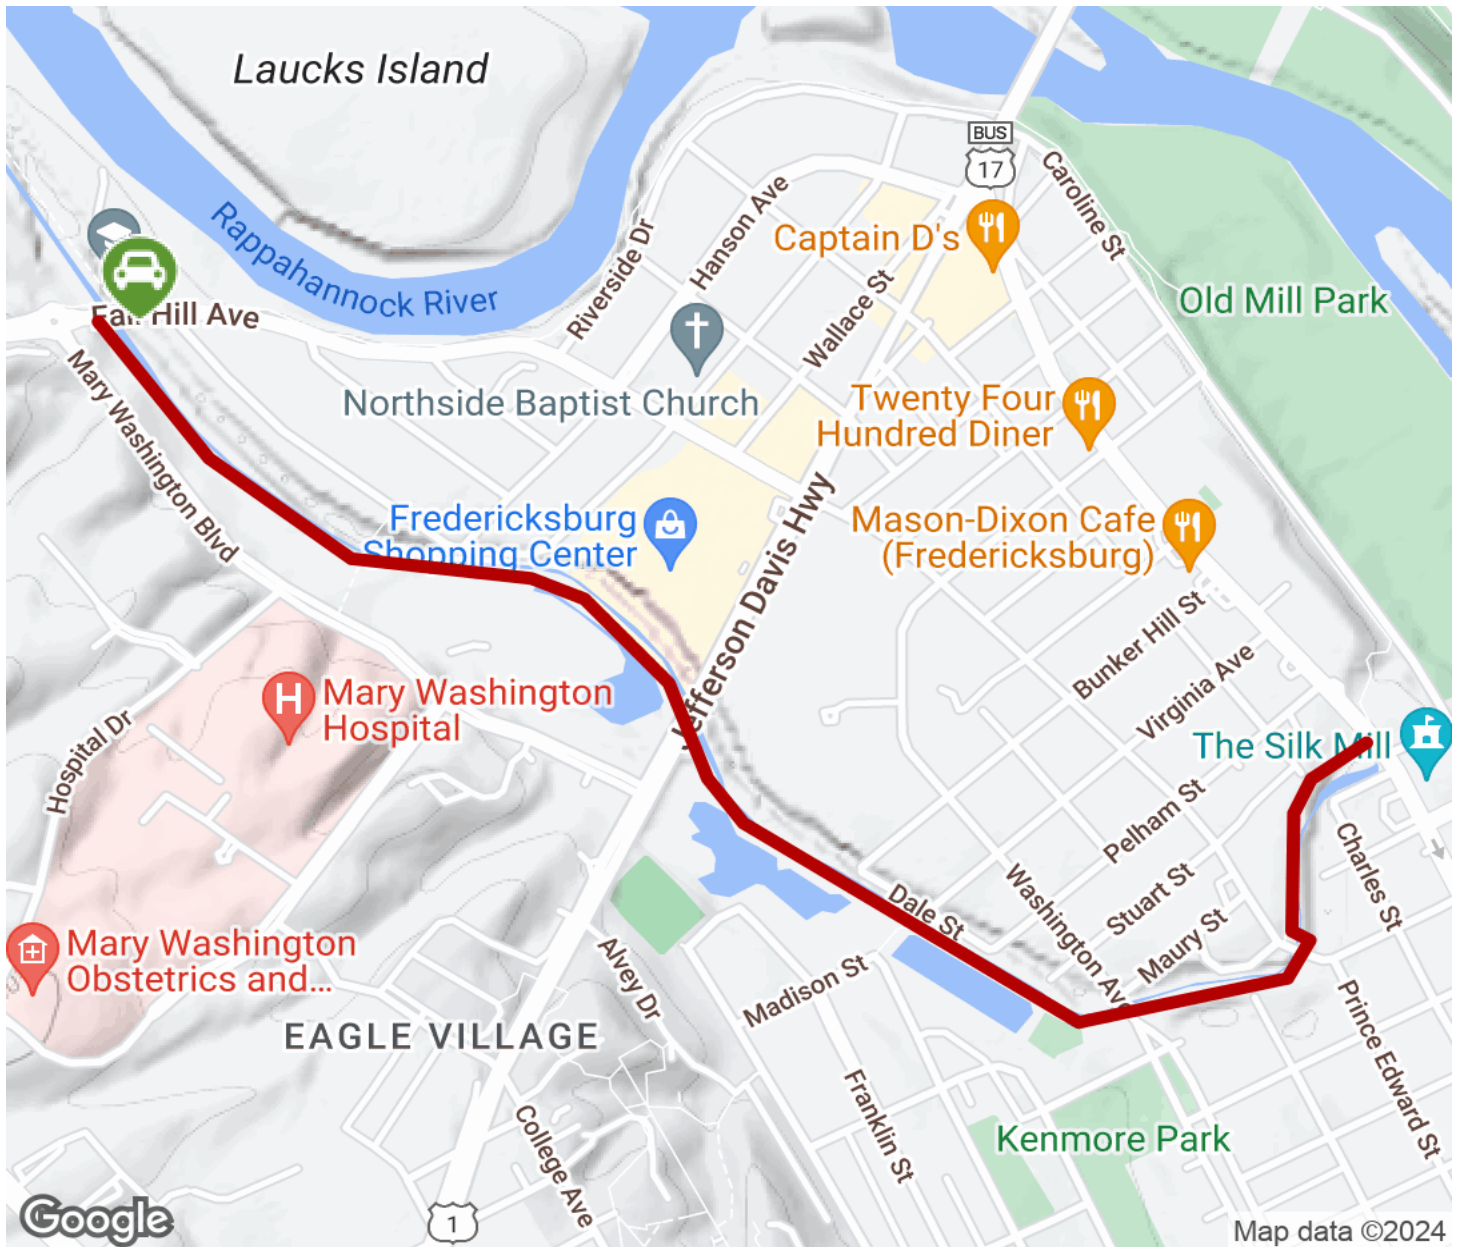 Laucks Island
BUS
17
Caroline St
Rappahannock River
Riverside Dr
Hanson Ave
Captain D's
Wallace St
Old Mill Park
Fall Hill Ave
Mary Washington Blvd
Northside Baptist Church
Twenty Four
Hundred Diner
Fredericksburg
Shopping Center
Jefferson Davis Hwy
Mason-Dixon Cafe
(Fredericksburg)
Bunker Hill St
Virginia Ave
Mary Washington
Hospital
Hospital Dr
The Silk Mill
Pelham St
Charles St
Stuart St
Washington Ave
Maury St
Dale St
Mary Washington
Obstetrics and...
Alvey Dr
Madison St
Prince Edward St
EAGLE VILLAGE
Franklin St
College Ave
Kenmore Park
1
Google
Map data ©2024